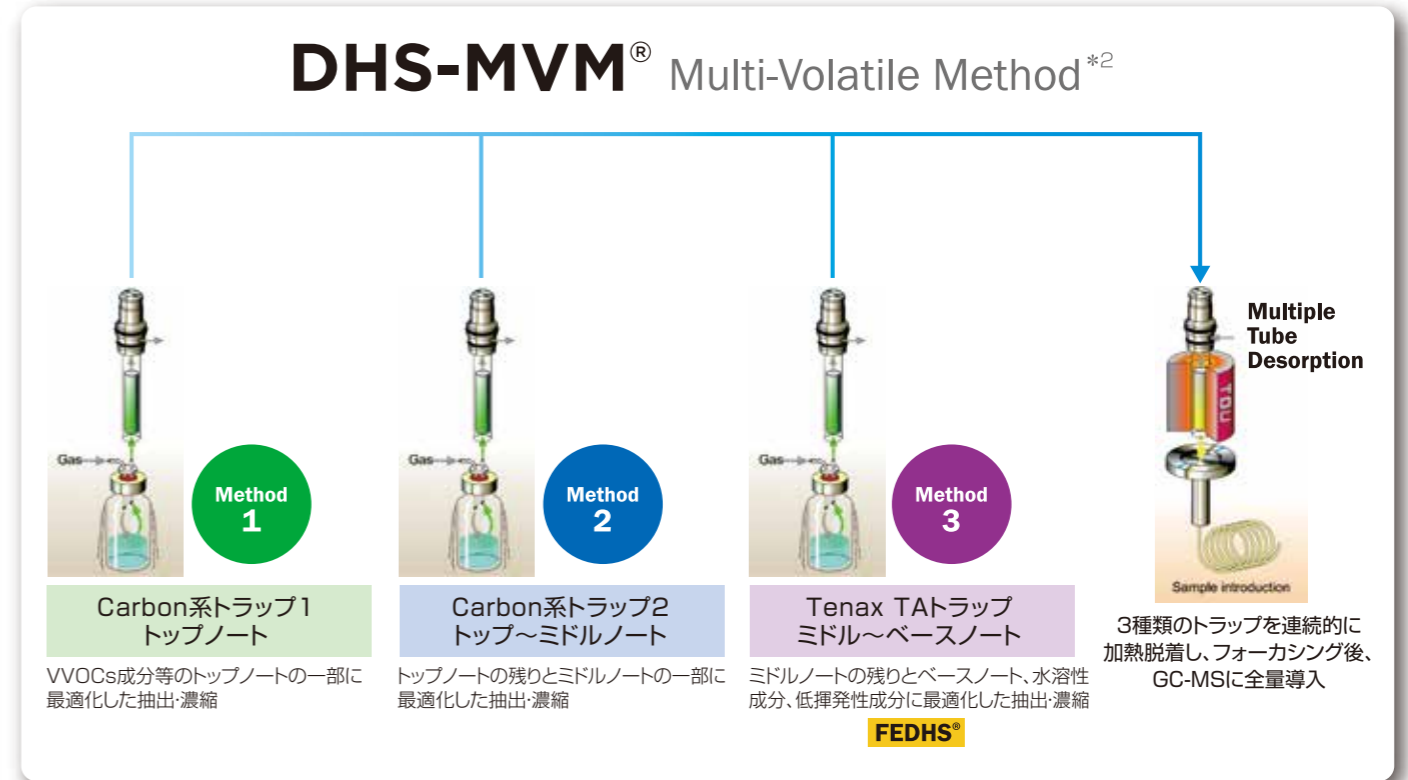 DHS-MVM® Multi-Volatile Method*2
Multiple
Tube
Desorption
TDU
Gas
Method
1
Gas
Method
2
Gas
Method
3
Sample introduction
Carbon系トラップ1
トップノート
VVOCs成分等のトップノートの一部に
最適化した抽出・濃縮
Carbon系トラップ2
トップ～ミドルノート
トップノートの残りとミドルノートの一部に
最適化した抽出・濃縮
Tenax TAトラップ
ミドル～ベースノート
ミドルノートの残りとベースノート、水溶性
成分、低揮発性成分に最適化した抽出・濃縮
FEDHS®
3種類のトラップを連続的に
加熱脱着し、フォーカシング後、
GC-MSに全量導入